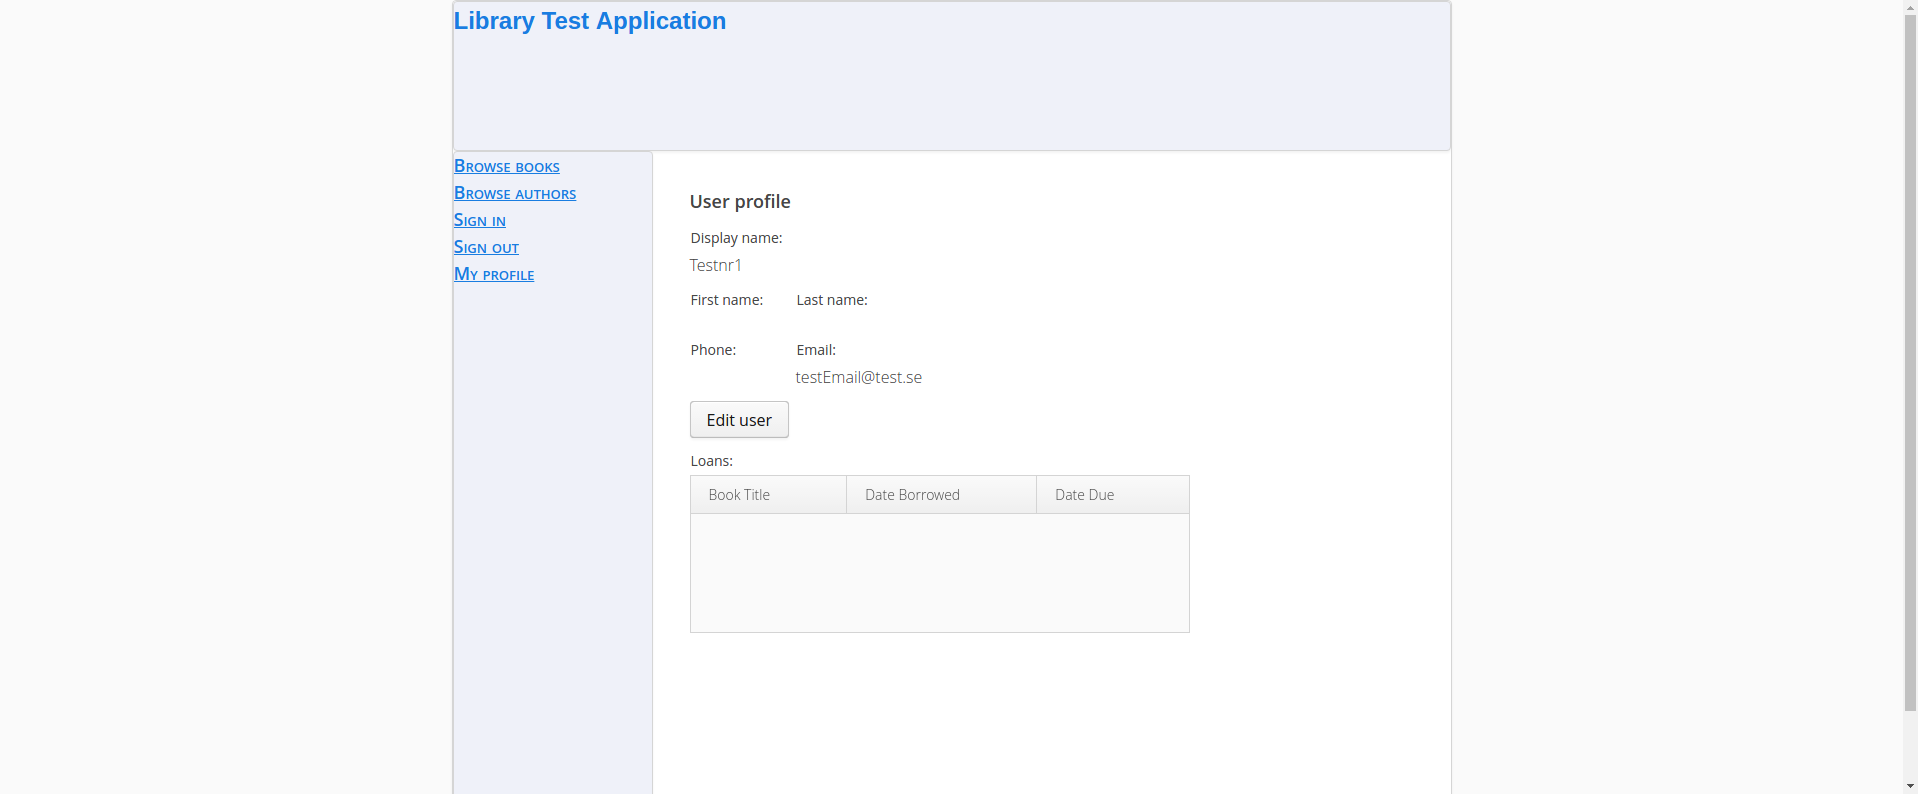 Library Test Application
Browse books
Browse authors
Sign in
Sign out
My profile
User profile
Display name:
Testnr1
First name: Last name:
Phone: Email:
testEmail@test.se
Edit user
Loans:
Book Title Date Borrowed Date Due